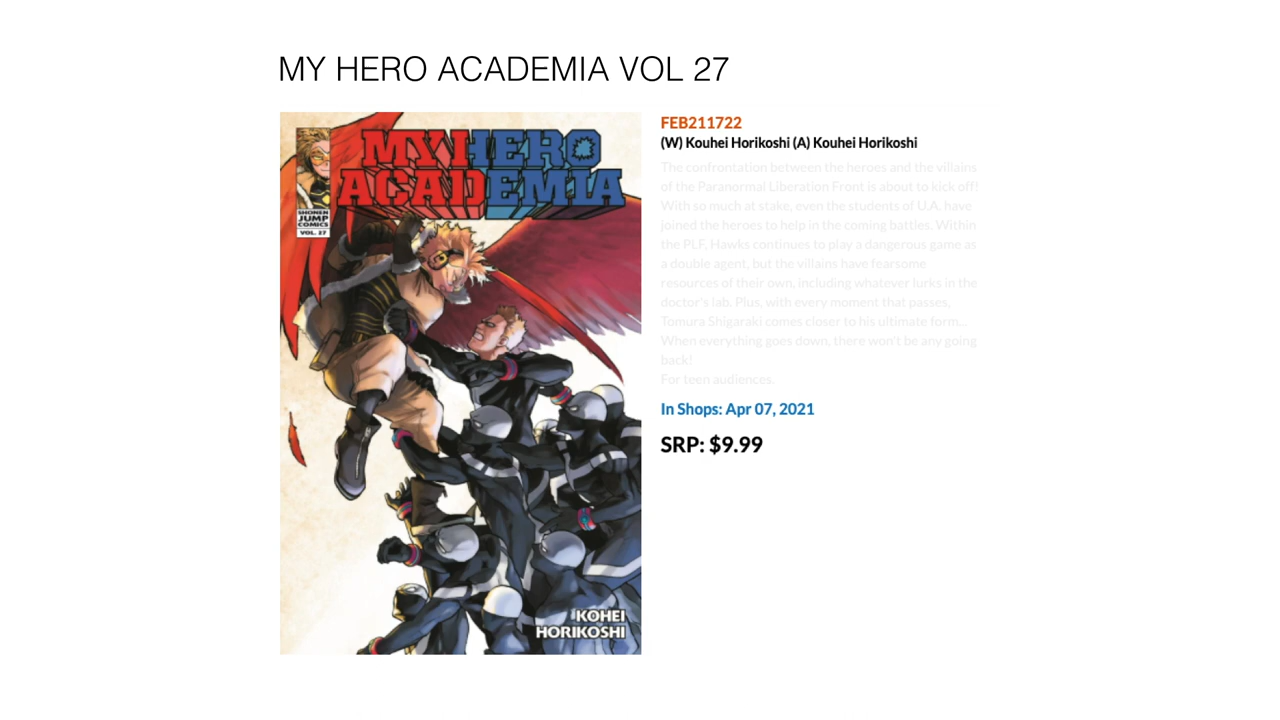 MY HERO ACADEMIA VOL 27
MY HERO
ACADEMIA
SHONEN
JUMP
COMICS
VOL. 27
KOHEI
HORIKOSHI
FEB211722
(W) Kouhei Horikoshi (A) Kouhei Horikoshi
The confrontation between the heroes and the villains
of the Paranormal Liberation Front is about to kick off!
With so much at stake, even the students of U.A. have
joined the heroes to help in the coming battles. Within
the PLF, Hawks continues to play a dangerous game as
a double agent, but the villains have fearsome
resources of their own, including whatever lurks in the
doctor's lab. Plus, with every moment that passes,
Tomura Shigaraki comes closer to his ultimate form...
When everything goes down, there won't be any going
back!
For teen audiences.
In Shops: Apr 07, 2021
SRP: $9.99